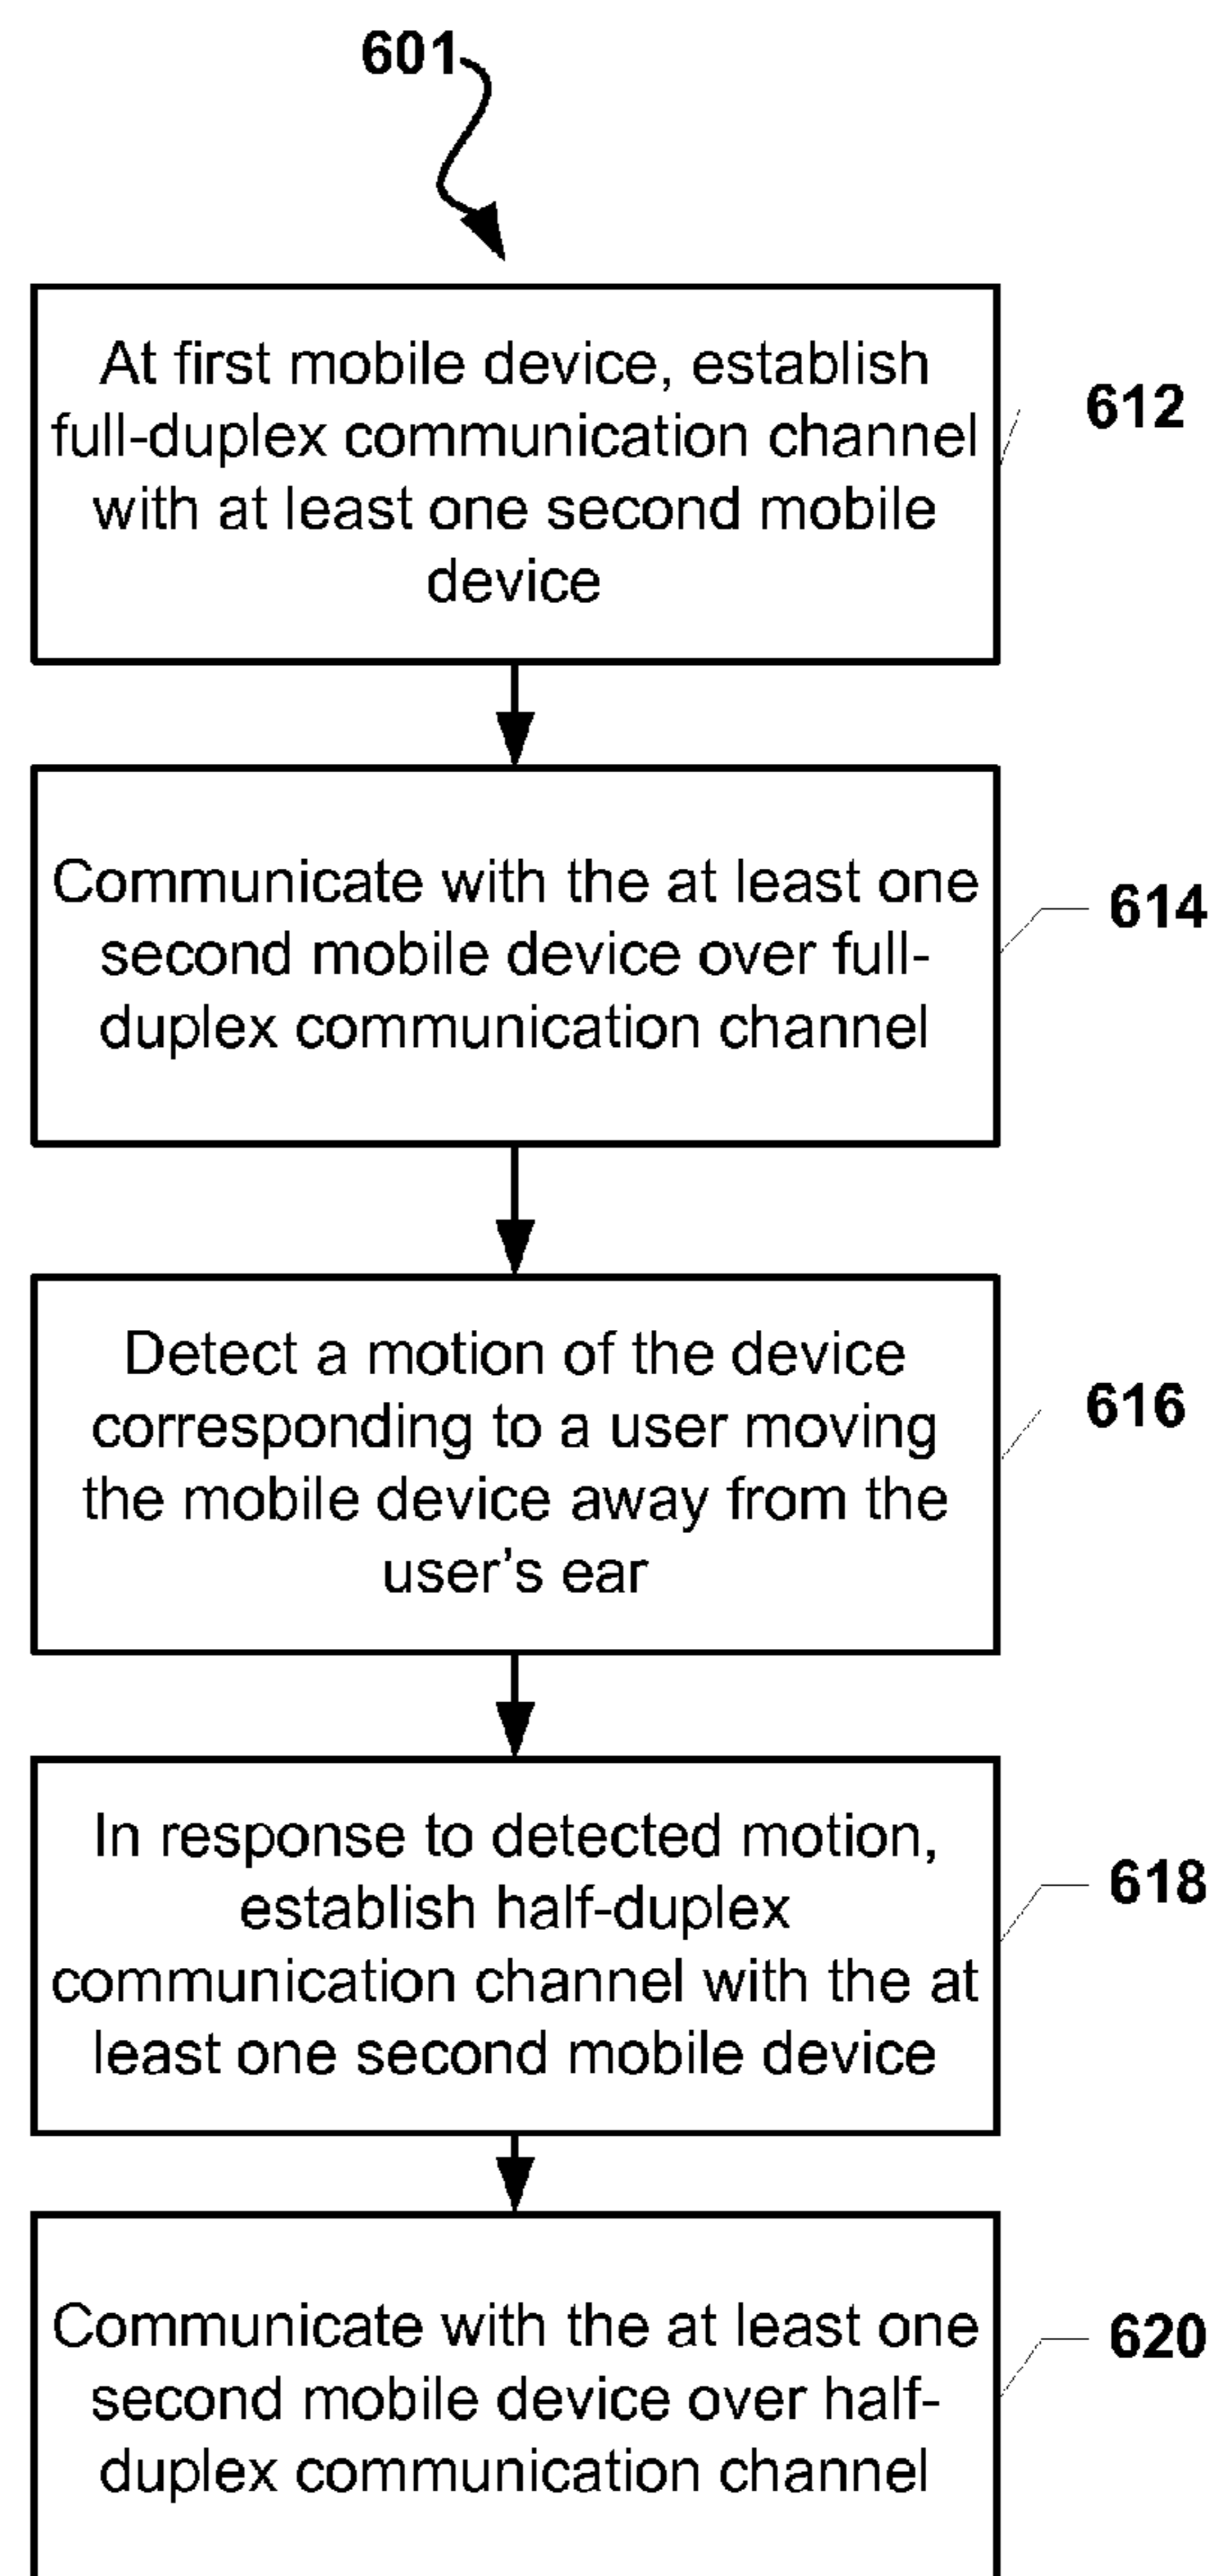 601
At first mobile device, establish
full-duplex communication channel
with at least one second mobile
device
612
Communicate with the at least one
second mobile device over full-
duplex communication channel
614
Detect a motion of the device
corresponding to a user moving
the mobile device away from the
user's ear
616
In response to detected motion,
establish half-duplex
communication channel with the at
least one second mobile device
618
Communicate with the at least one
second mobile device over half-
duplex communication channel
620